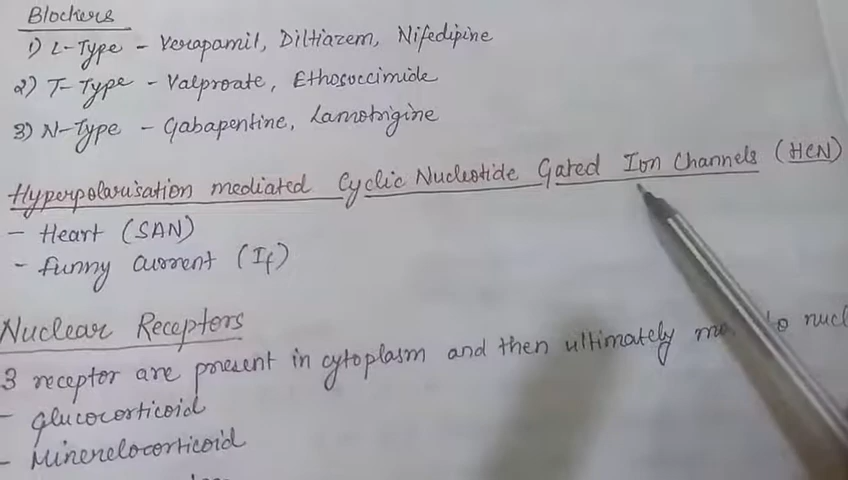 Blockers
1) L-Type - Verapamil, Diltiazem, Nifedipine
2) T-Type - Valproate, Ethosuccimide
3) N-Type - Gabapentine, Lamotrigine
Hyperpolarisation mediated Cyclic Nucleotide Gated Ion Channels (HCN)
- Heart (SAN)
- funny current (If)
Nuclear Receptors
3 receptor are present in cytoplasm and then ultimately
- Glucocorticoid
- Minerelocorticoid